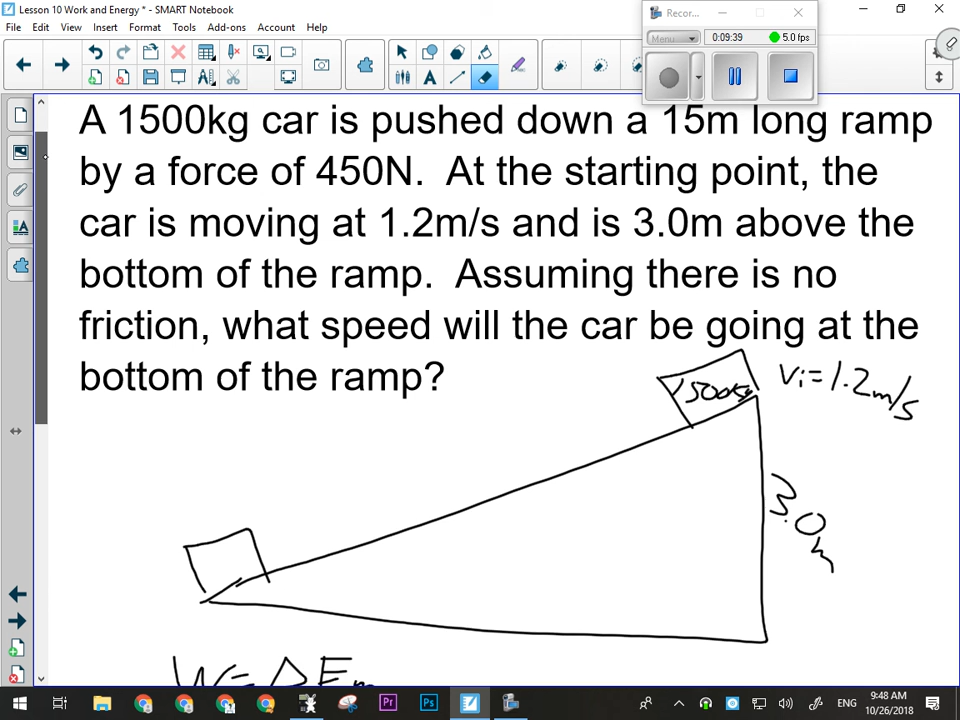 Lesson 10 Work and Energy * - SMART Notebook
Recor...
File Edit View Insert Format Tools Add-ons Account Help
Menu 0:09:39 5.0 fps
A 1500kg car is pushed down a 15m long ramp
by a force of 450N. At the starting point, the
car is moving at 1.2m/s and is 3.0m above the
bottom of the ramp. Assuming there is no
friction, what speed will the car be going at the
bottom of the ramp?
1500kg
Vi=1.2m/s
3.0m
W=ΔEm
ENG
9:48 AM
10/26/2018